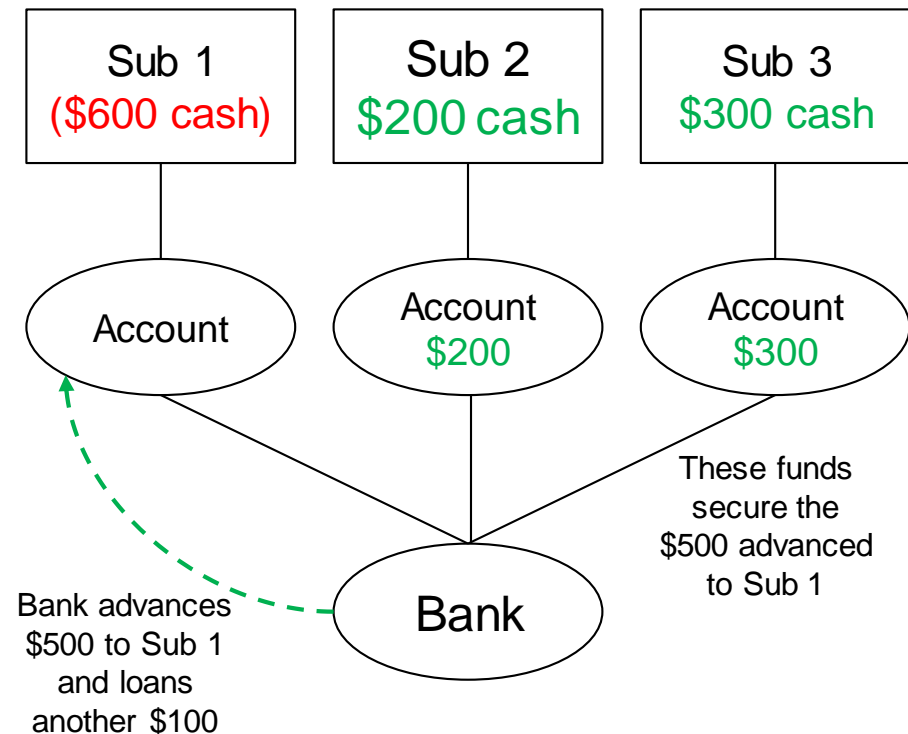 Sub 1
($600 cash)
Sub 2
$200 cash
Sub 3
$300 cash
Account
Account
$200
Account
$300
These funds
secure the
$500 advanced
to Sub 1
Bank
Bank advances
$500 to Sub 1
and loans
another $100